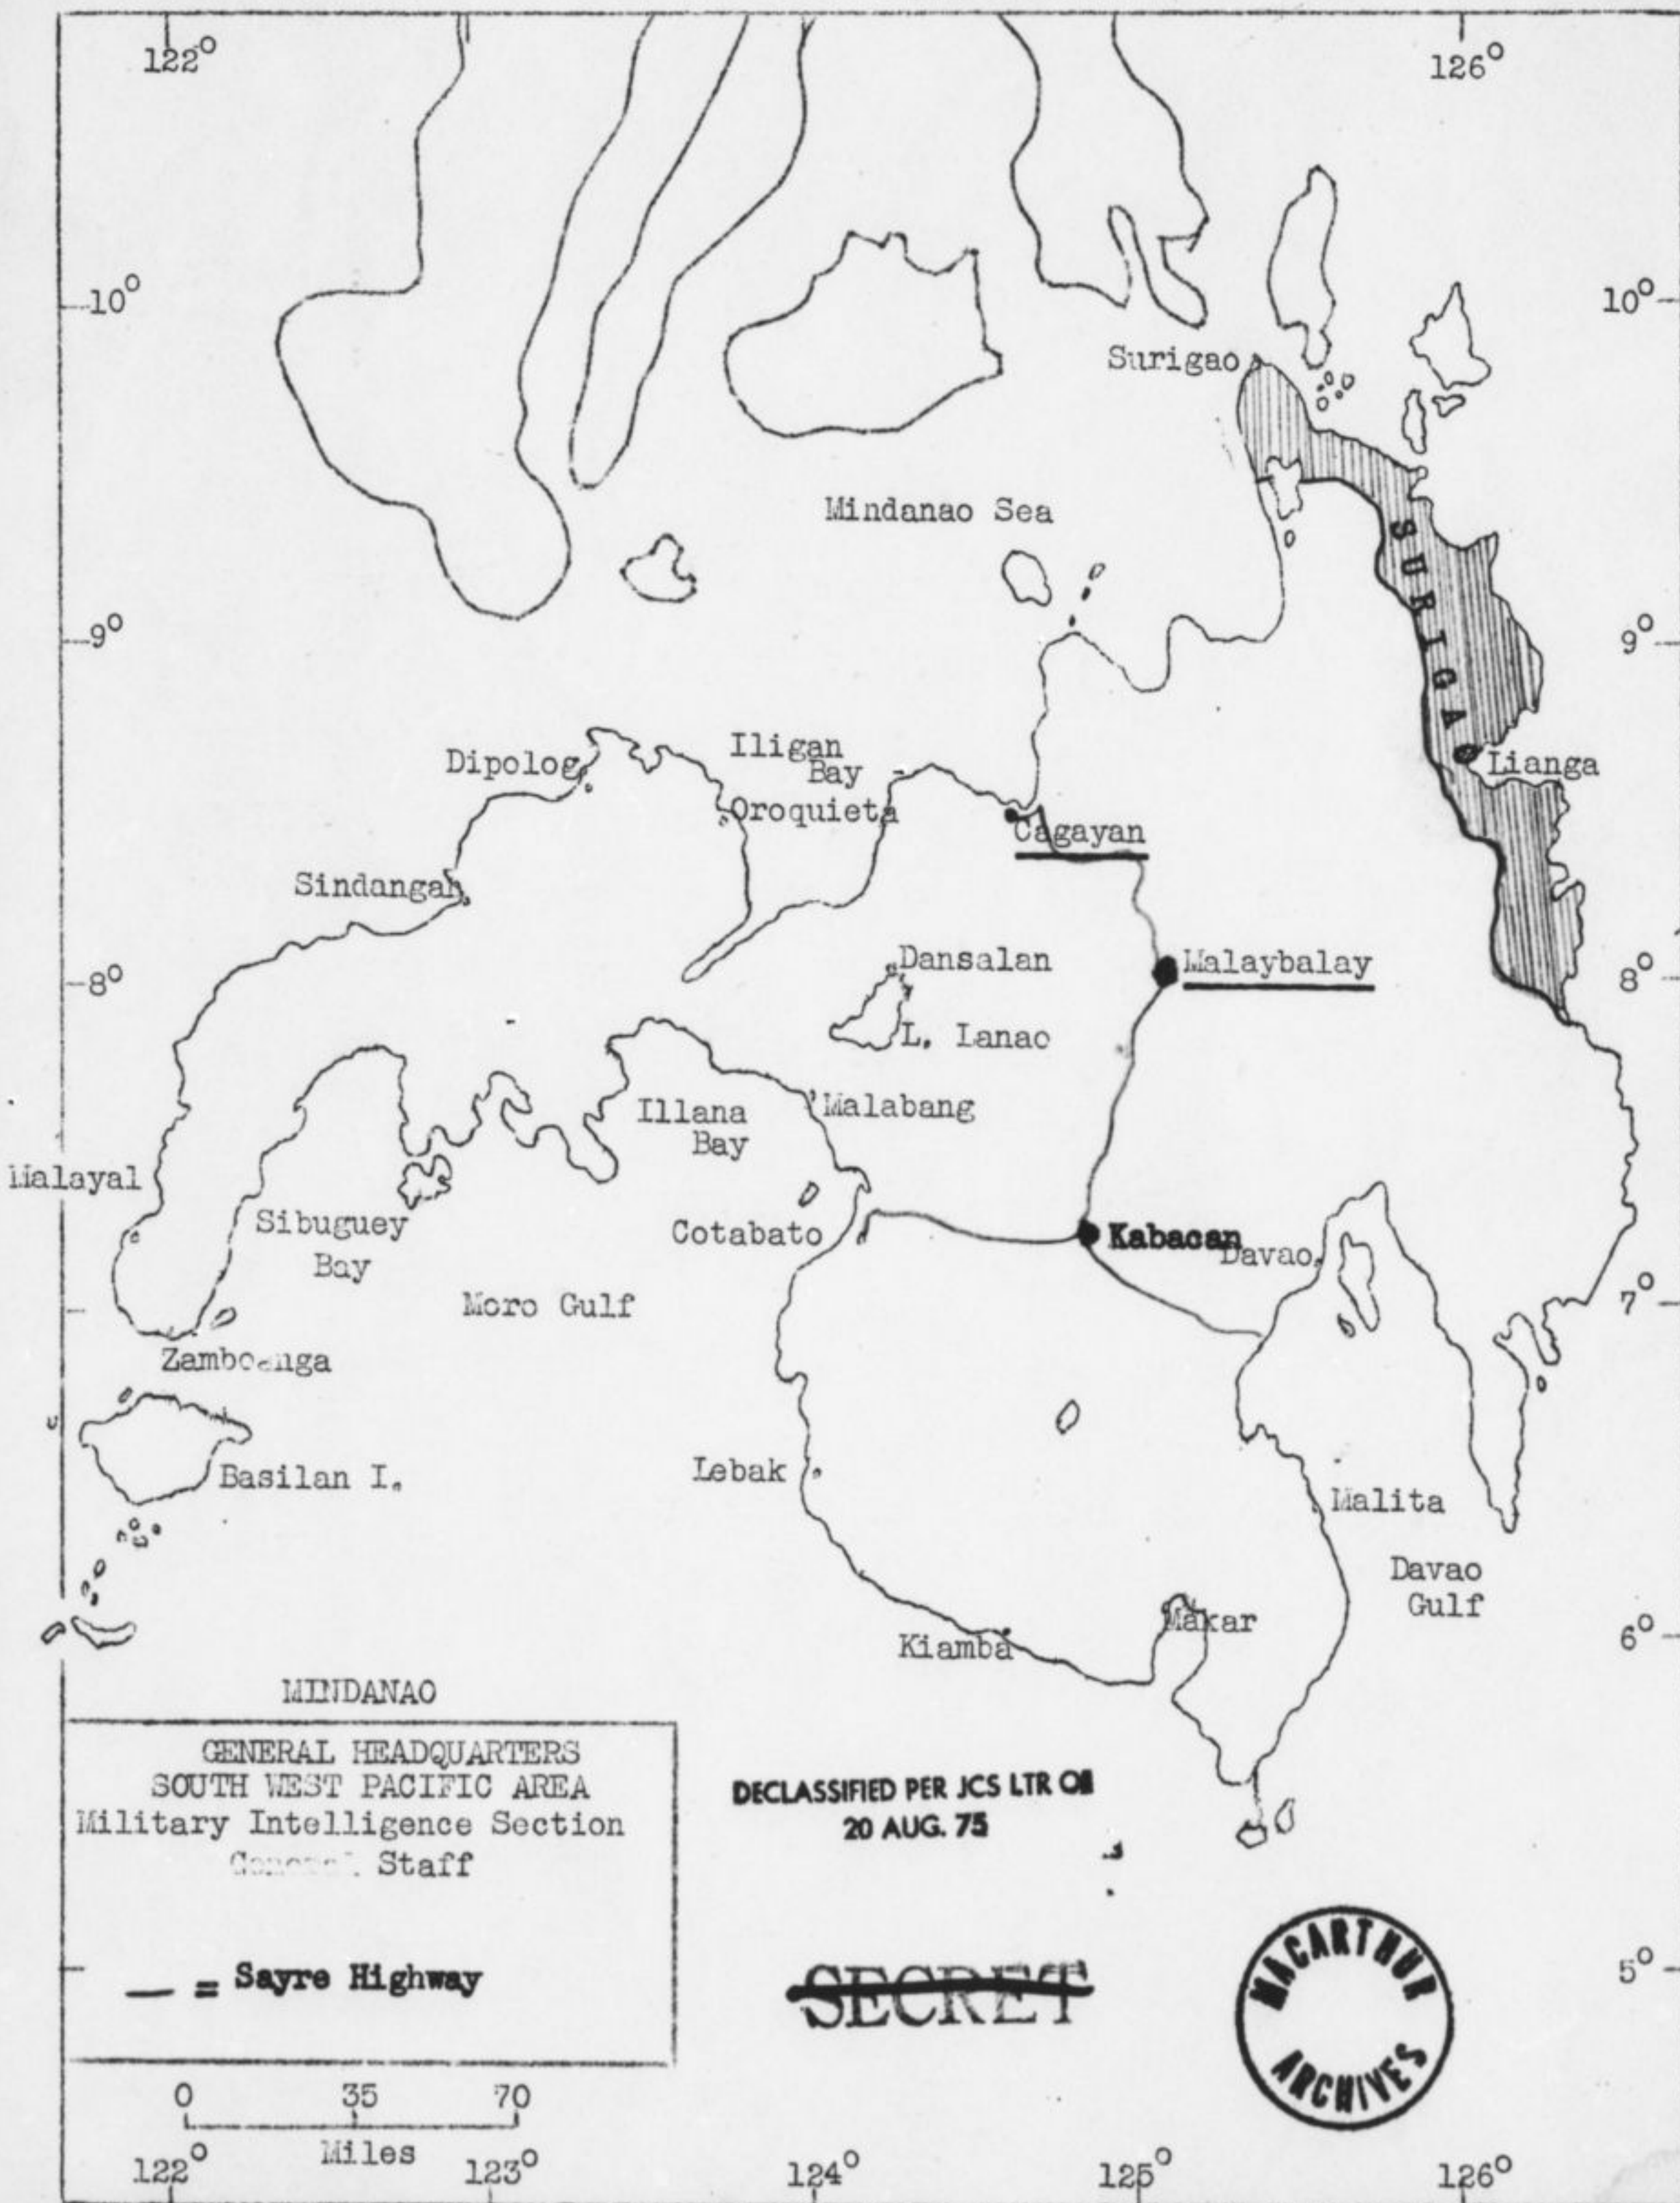 122°
126°
10°
10°
Surigao
Mindanao Sea
SURIGAO
9°
9°
Iligan
Bay
Dipolog
Lianga
Oroquieta
Cagayan
Sindangan
Dansalan
Malaybalay
8°
8°
L. Lanao
Malabang
Illana
Bay
Malayal
Sibuguey
Bay
Cotabato
Kabacan
Davao
Moro Gulf
7°
Zamboanga
Lebak
Basilan I.
Malita
Davao
Gulf
Makar
Kiamba
6°
MINDANAO
GENERAL HEADQUARTERS
SOUTH WEST PACIFIC AREA
Military Intelligence Section
General Staff
— = Sayre Highway
DECLASSIFIED PER JCS LTR OF
20 AUG. 75
SECRET
MACARTHUR
ARCHIVES
5°
0 35 70
Miles
122° 123° 124° 125° 126°